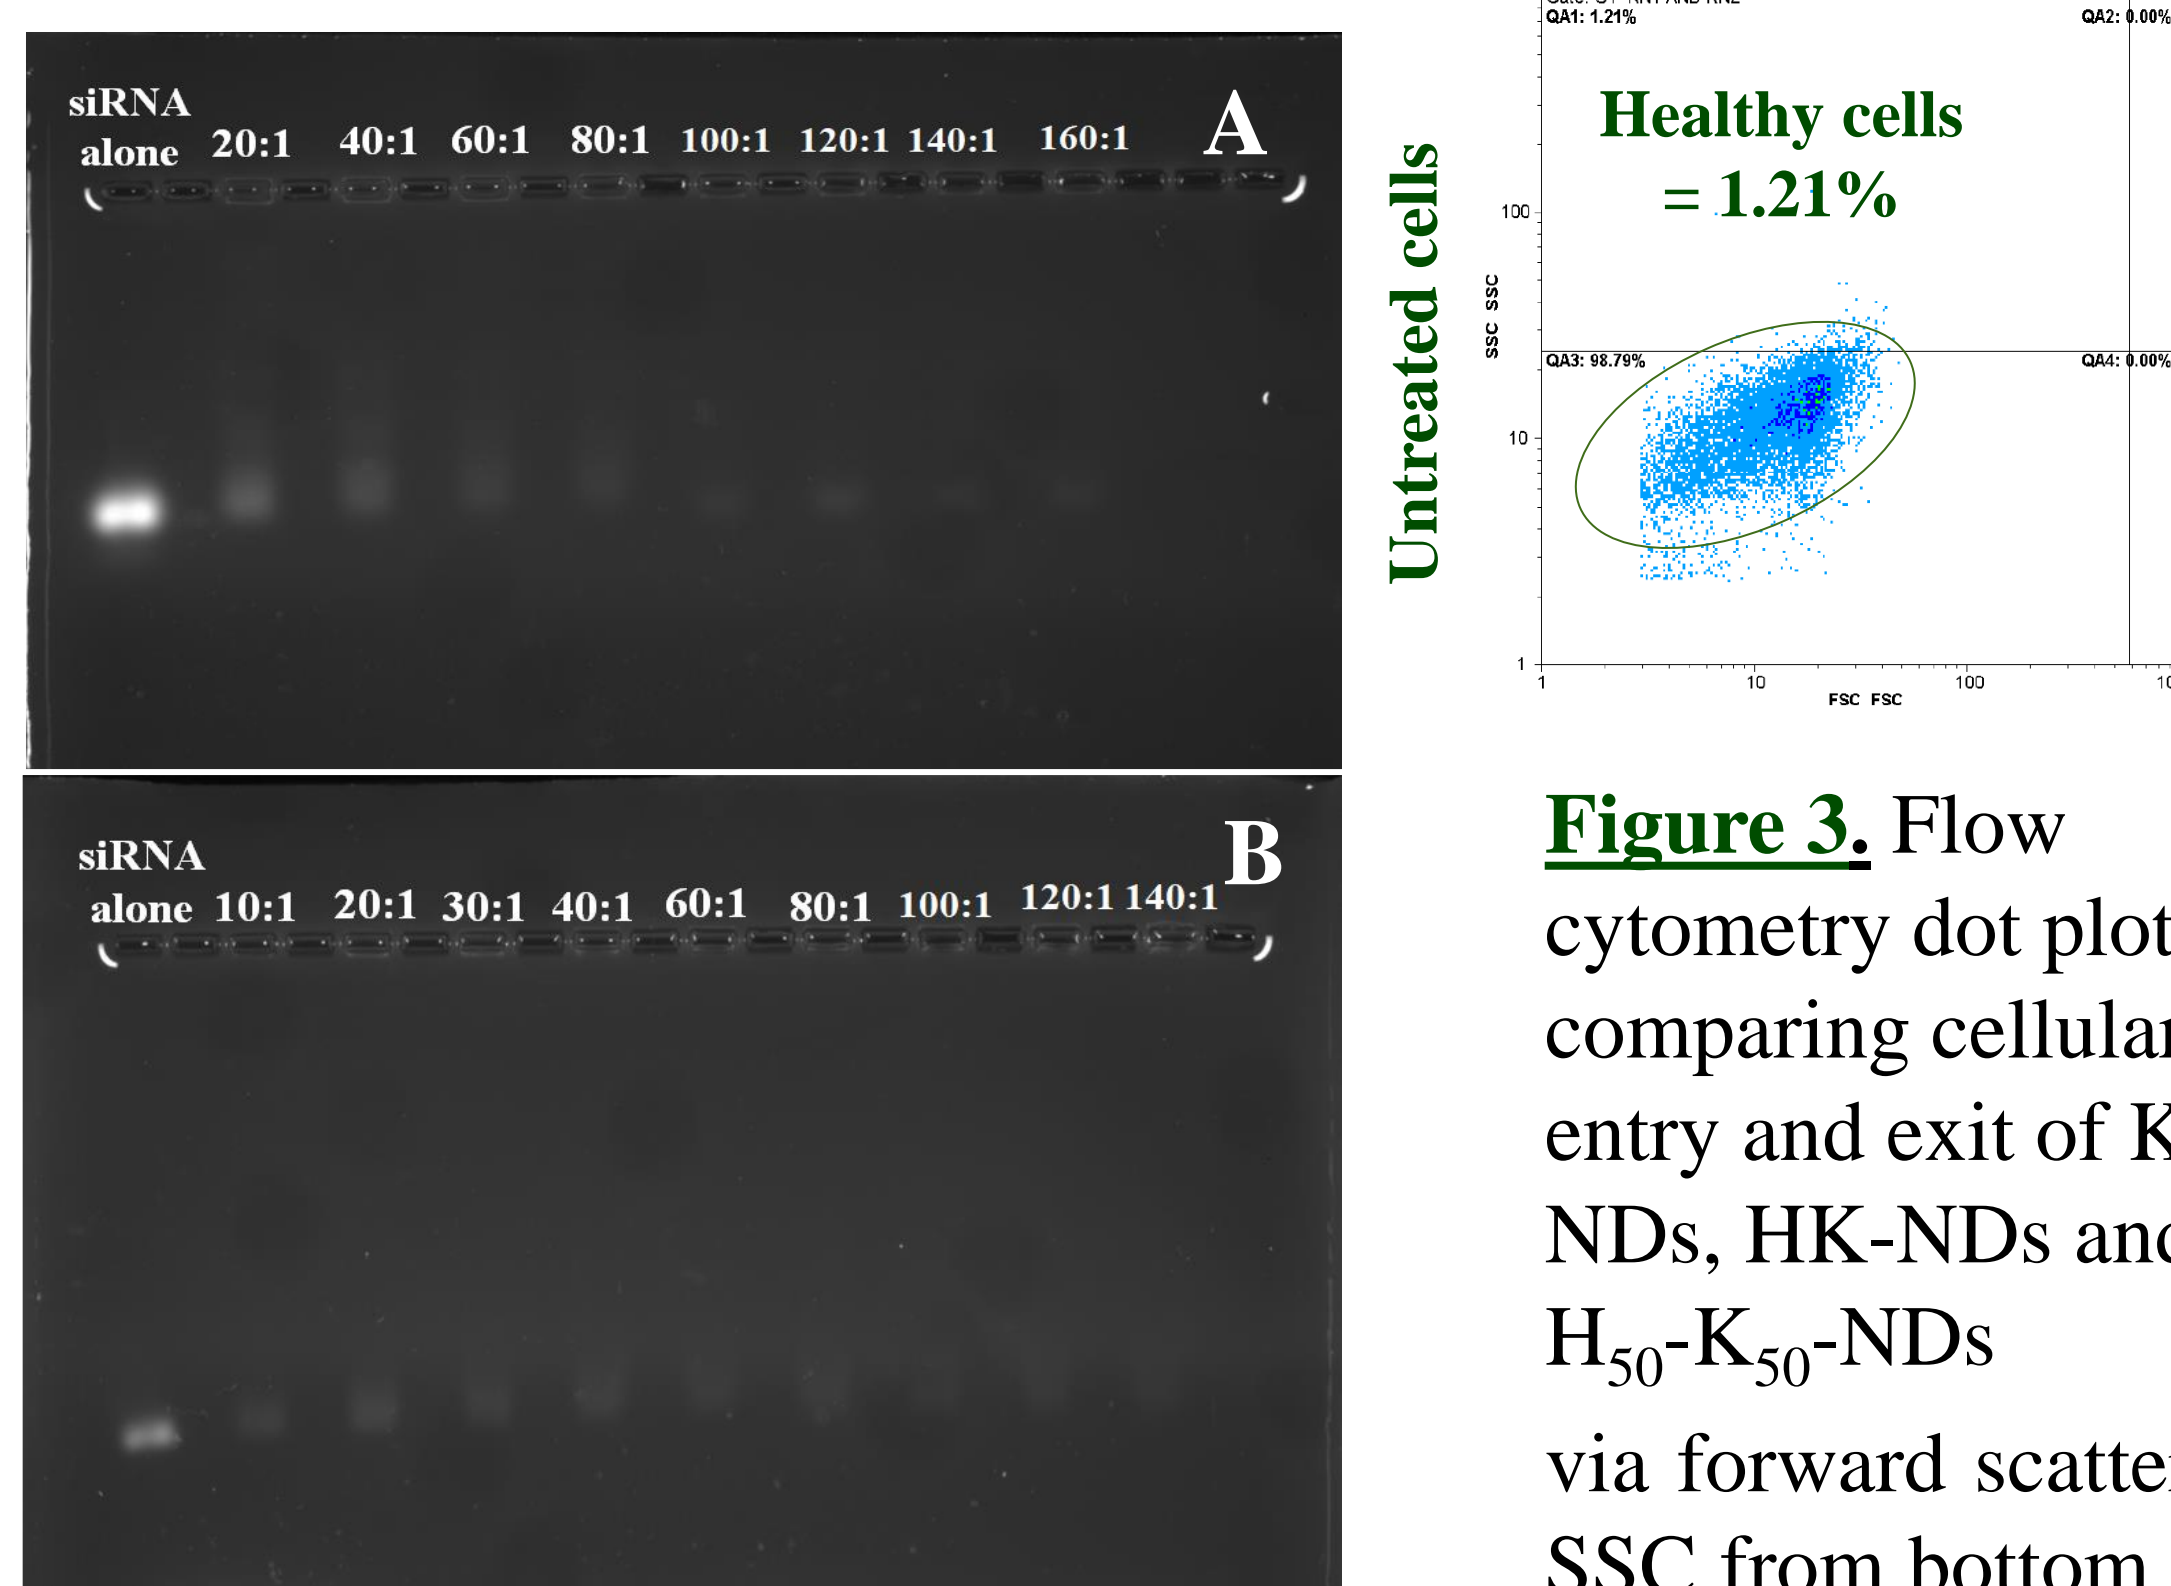 siRNA
alone 20:1 40:1 60:1 80:1 100:1 120:1 140:1 160:1
A
siRNA
alone 10:1 20:1 30:1 40:1 60:1 80:1 100:1 120:1 140:1
B
Untreated cells
QA1: 1.21% QA2: 0.00%
Healthy cells
= 1.21%
100
SSC SSC
QA3: 98.79% QA4: 0.00%
10
1
1 10 100
FSC FSC
Figure 3. Flow
cytometry dot plot
comparing cellular
entry and exit of K
NDs, HK-NDs and
H50-K50-NDs
via forward scatter
SSC from bottom